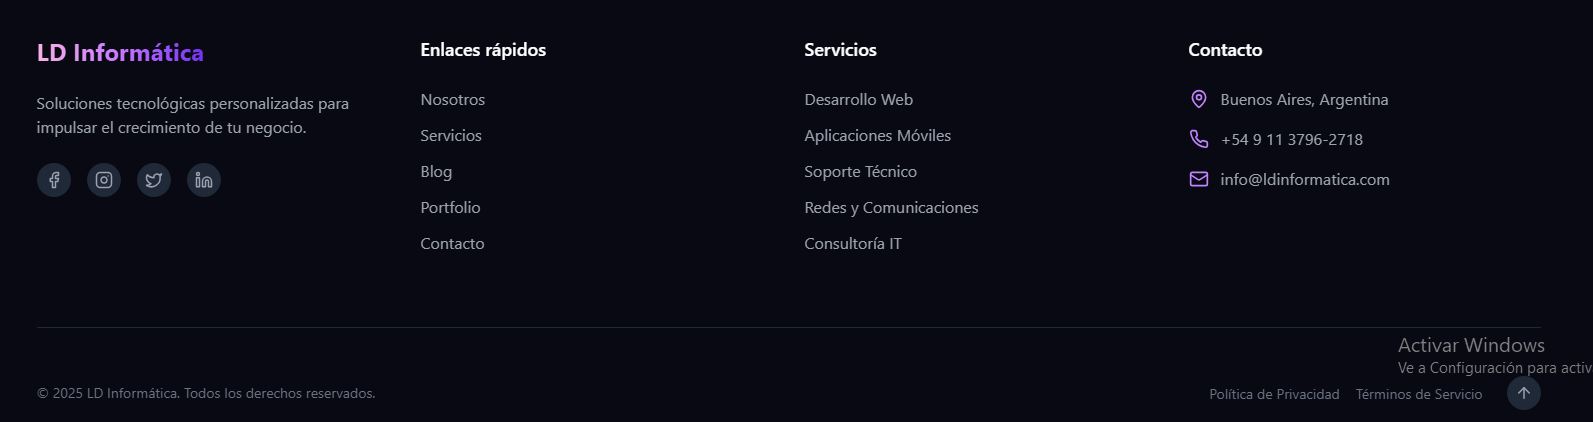 LD Informática
Soluciones tecnológicas personalizadas para
impulsar el crecimiento de tu negocio.
Enlaces rápidos
Nosotros
Servicios
Blog
Portfolio
Contacto
Servicios
Desarrollo Web
Aplicaciones Móviles
Soporte Técnico
Redes y Comunicaciones
Consultoría IT
Contacto
Buenos Aires, Argentina
+54 9 11 3796-2718
info@ldinformatica.com
Activar Windows
Ve a Configuración para activ
© 2025 LD Informática. Todos los derechos reservados.
Política de Privacidad
Términos de Servicio